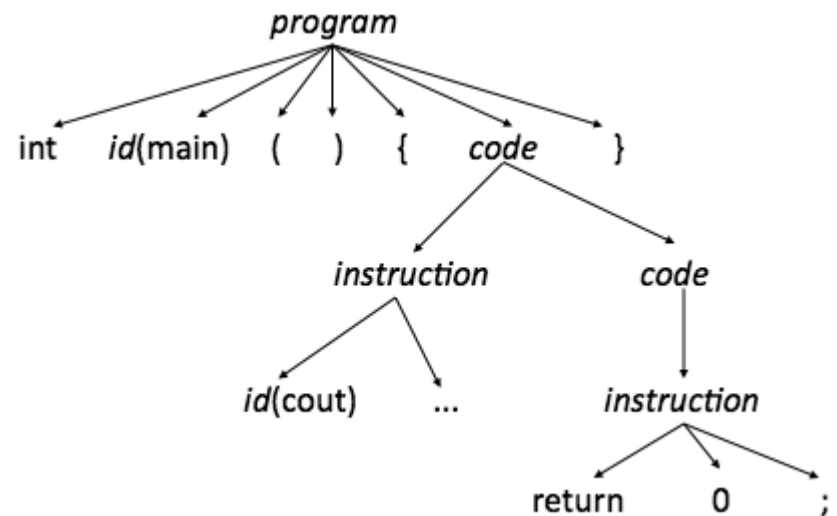 program
int id(main) ( ) { code }
instruction code
id(cout) ... instruction
return 0 ;